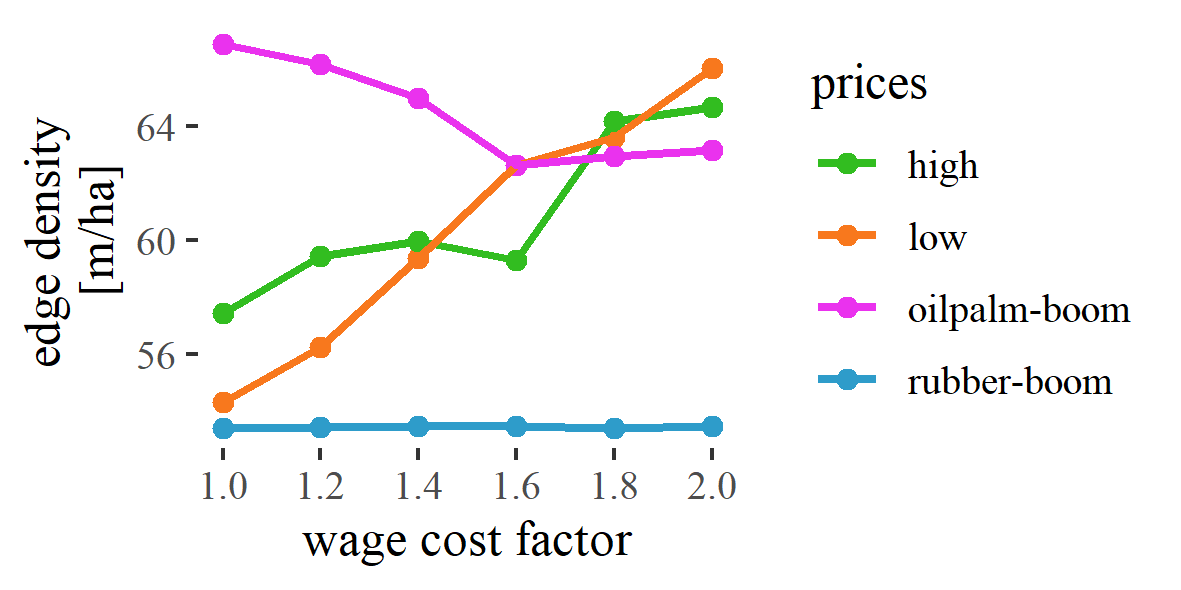 edge density
[m/ha]
64
60
56
1.0 1.2 1.4 1.6 1.8 2.0
wage cost factor
prices
high
low
oilpalm-boom
rubber-boom